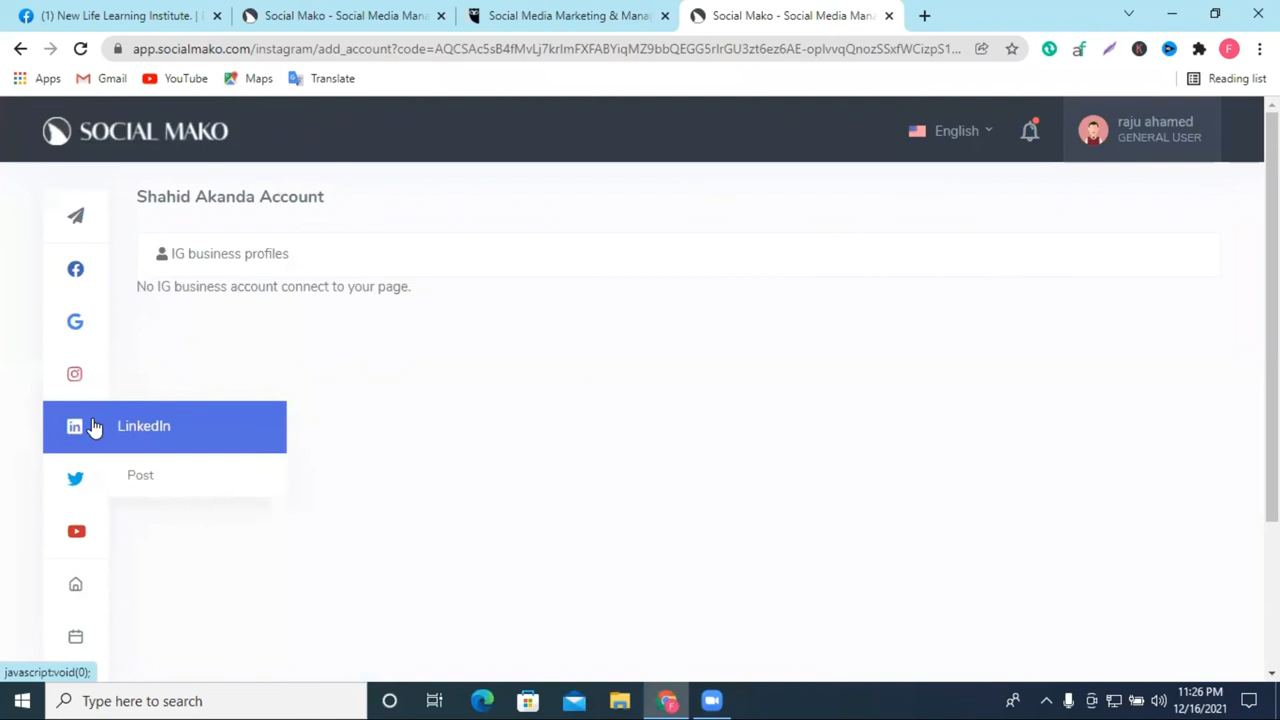 (1) New Life Learning Institute. |
Social Mako - Social Media Mana
Social Media Marketing & Mana
Social Mako - Social Media Mana
app.socialmako.com/instagram/add_account?code=AQCSAc5sB4fMvLj7krImFXFABYiqMZ9bbQEGG5rIrGU3zt6ez6AE-oplvvqQnozSSxfWCizpS1...
F
Apps
Gmail
YouTube
Maps
Translate
Reading list
SOCIAL MAKO
English
raju ahamed
GENERAL USER
Shahid Akanda Account
IG business profiles
No IG business account connect to your page.
LinkedIn
Post
javascript:void(0);
Type here to search
11:26 PM
12/16/2021